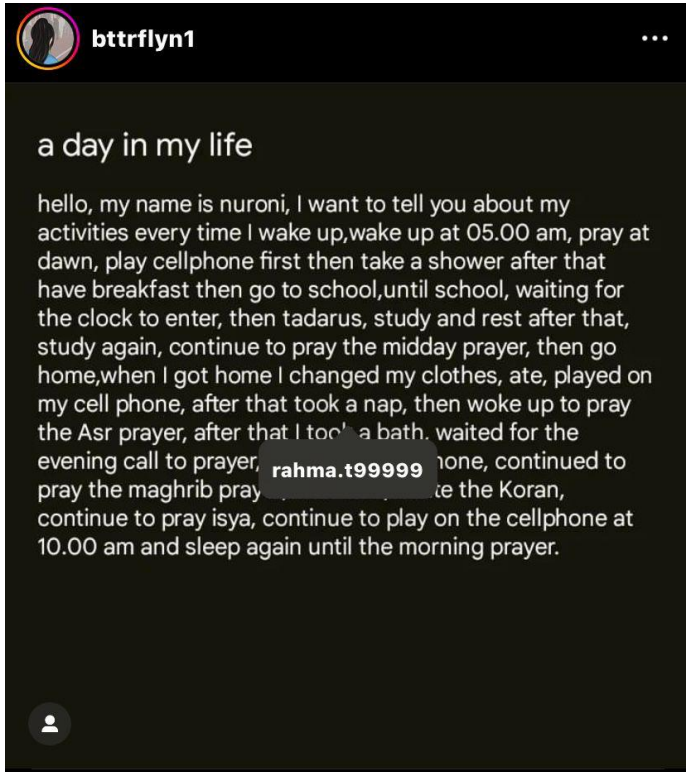 bttrflyn1
a day in my life
hello, my name is nuroni, I want to tell you about my
activities every time I wake up,wake up at 05.00 am, pray at
dawn, play cellphone first then take a shower after that
have breakfast then go to school,until school, waiting for
the clock to enter, then tadarus, study and rest after that,
study again, continue to pray the midday prayer, then go
home,when I got home I changed my clothes, ate, played on
my cell phone, after that took a nap, then woke up to pray
the Asr prayer, after that I took a bath, waited for the
evening call to prayer, continued to
rahma.t99999
pray the maghrib the Koran,
continue to pray isya, continue to play on the cellphone at
10.00 am and sleep again until the morning prayer.